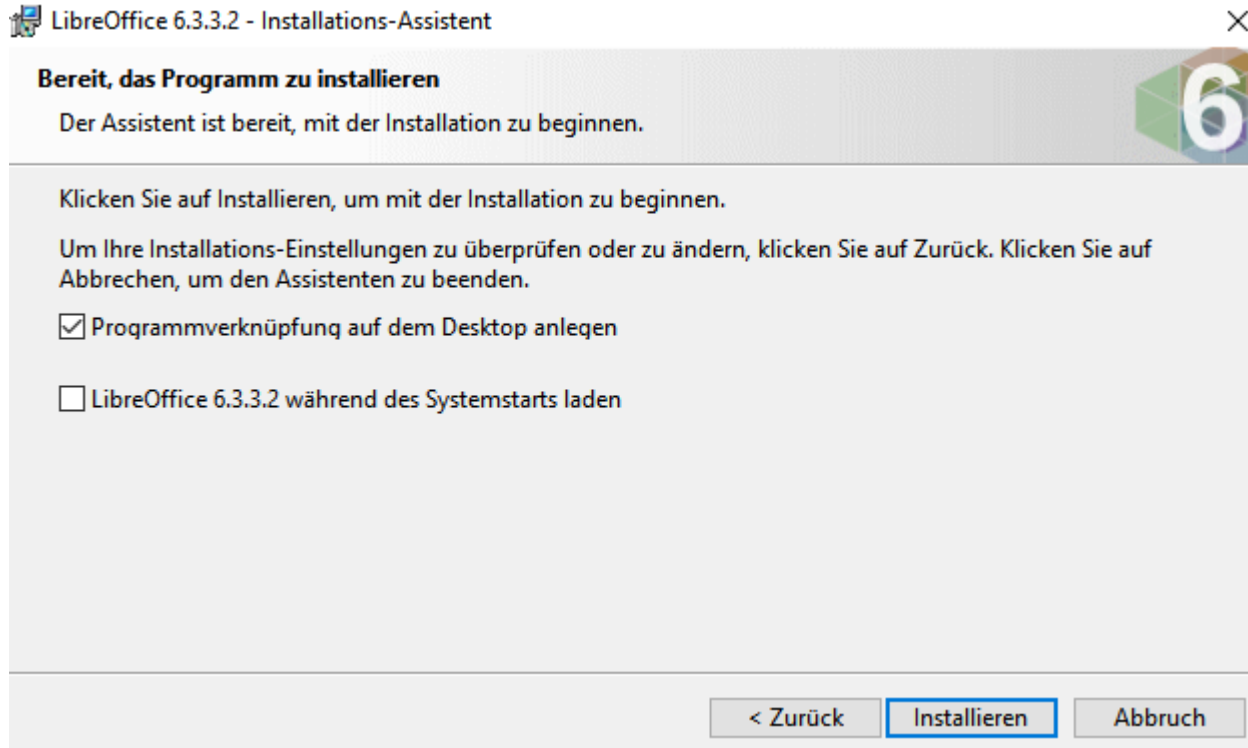 LibreOffice 6.3.3.2 - Installations-Assistent
Bereit, das Programm zu installieren
Der Assistent ist bereit, mit der Installation zu beginnen.
6
Klicken Sie auf Installieren, um mit der Installation zu beginnen.
Um Ihre Installations-Einstellungen zu überprüfen oder zu ändern, klicken Sie auf Zurück. Klicken Sie auf
Abbrechen, um den Assistenten zu beenden.
Programmverknüpfung auf dem Desktop anlegen
LibreOffice 6.3.3.2 während des Systemstarts laden
< Zurück
Installieren
Abbruch